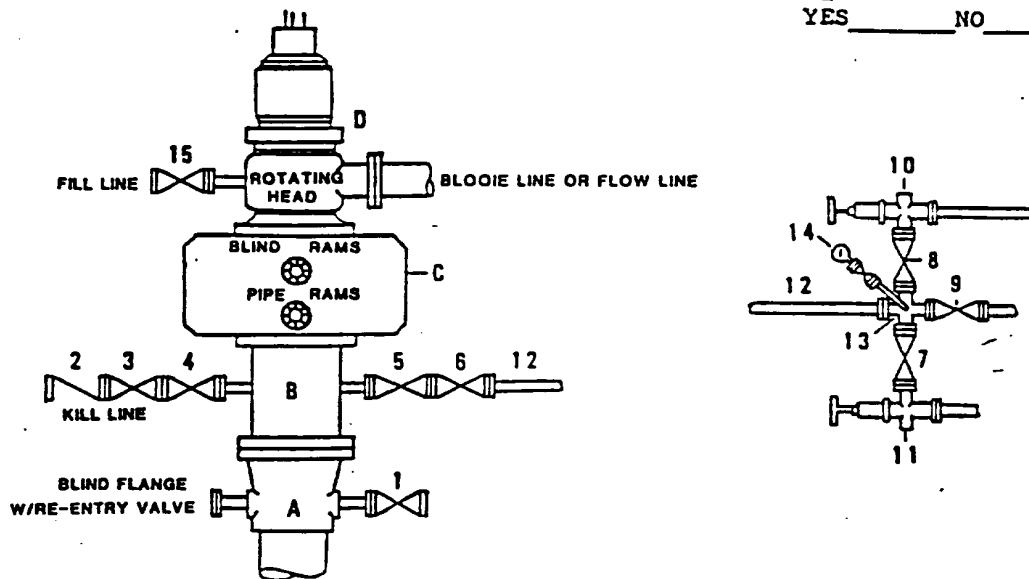 YES NO
D
15
FILL LINE
ROTATING
HEAD
BLOOIE LINE OR FLOW LINE
BLIND RAMS
C
PIPE RAMS
2 3 4 5 6 12
B
KILL LINE
BLIND FLANGE
W/RE-ENTRY VALVE
1
A
10
14
8
12
9
13
7
11